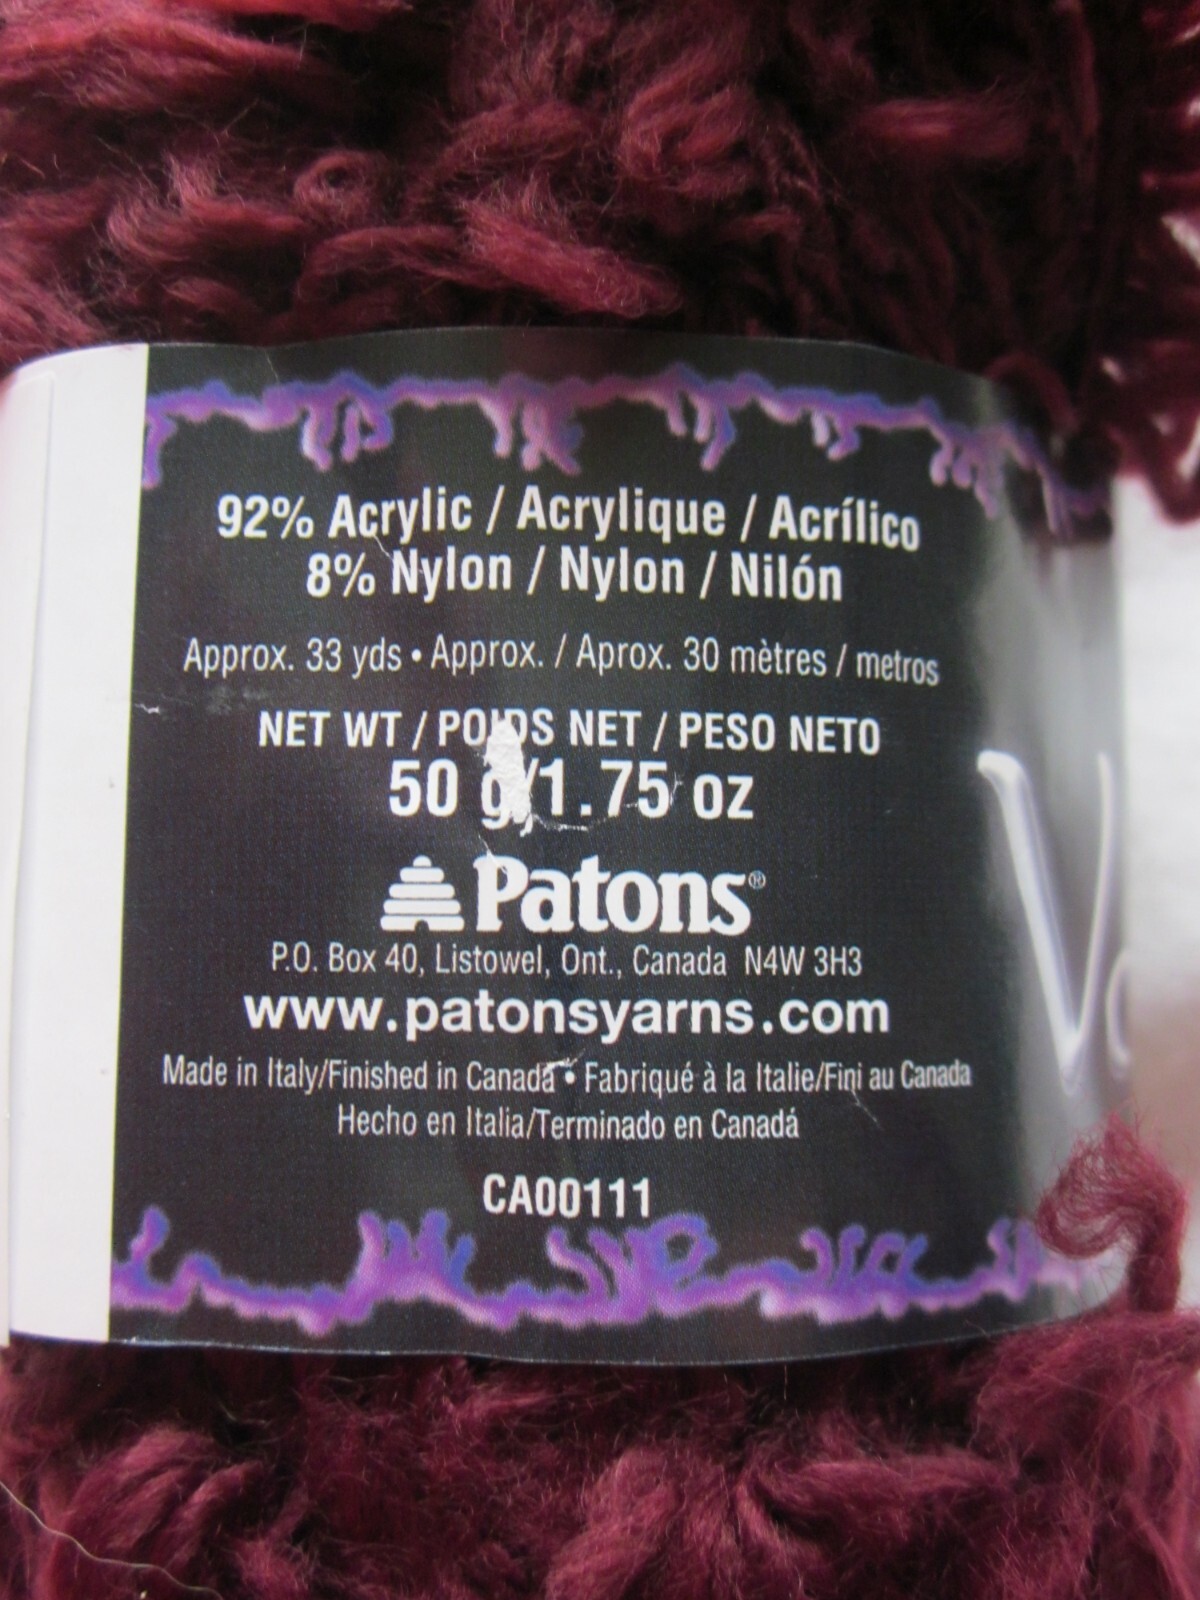 92% Acrylic / Acrylique / Acrílico
8% Nylon / Nylon / Nilón
Approx. 33 yds • Approx. / Aprox. 30 mètres / metros
NET WT / POIDS NET / PESO NETO
50 g/1.75 oz
Patons®
P.O. Box 40, Listowel, Ont., Canada N4W 3H3
www.patonsyarns.com
Made in Italy/Finished in Canada • Fabriqué à la Italie/Fini au Canada
Hecho en Italia/Terminado en Canadá
CA00111